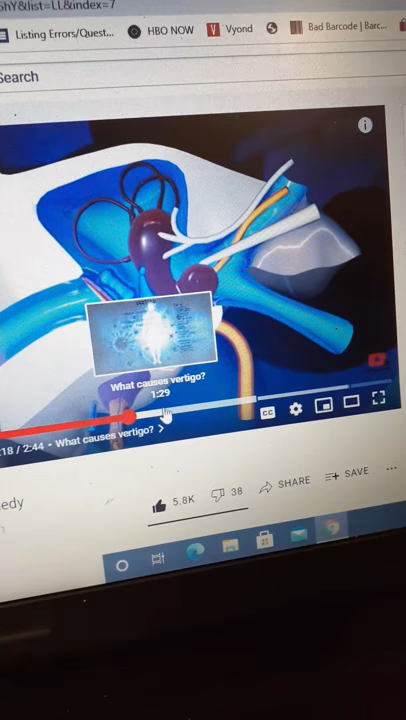 5hY&list=LL&index=7
Listing Errors/Quest...
HBO NOW
Vyond
Bad Barcode | Barc...
Search
What causes vertigo?
1:29
:18 / 2:44 • What causes vertigo? >
CC
edy
5.8K
38
SHARE
SAVE